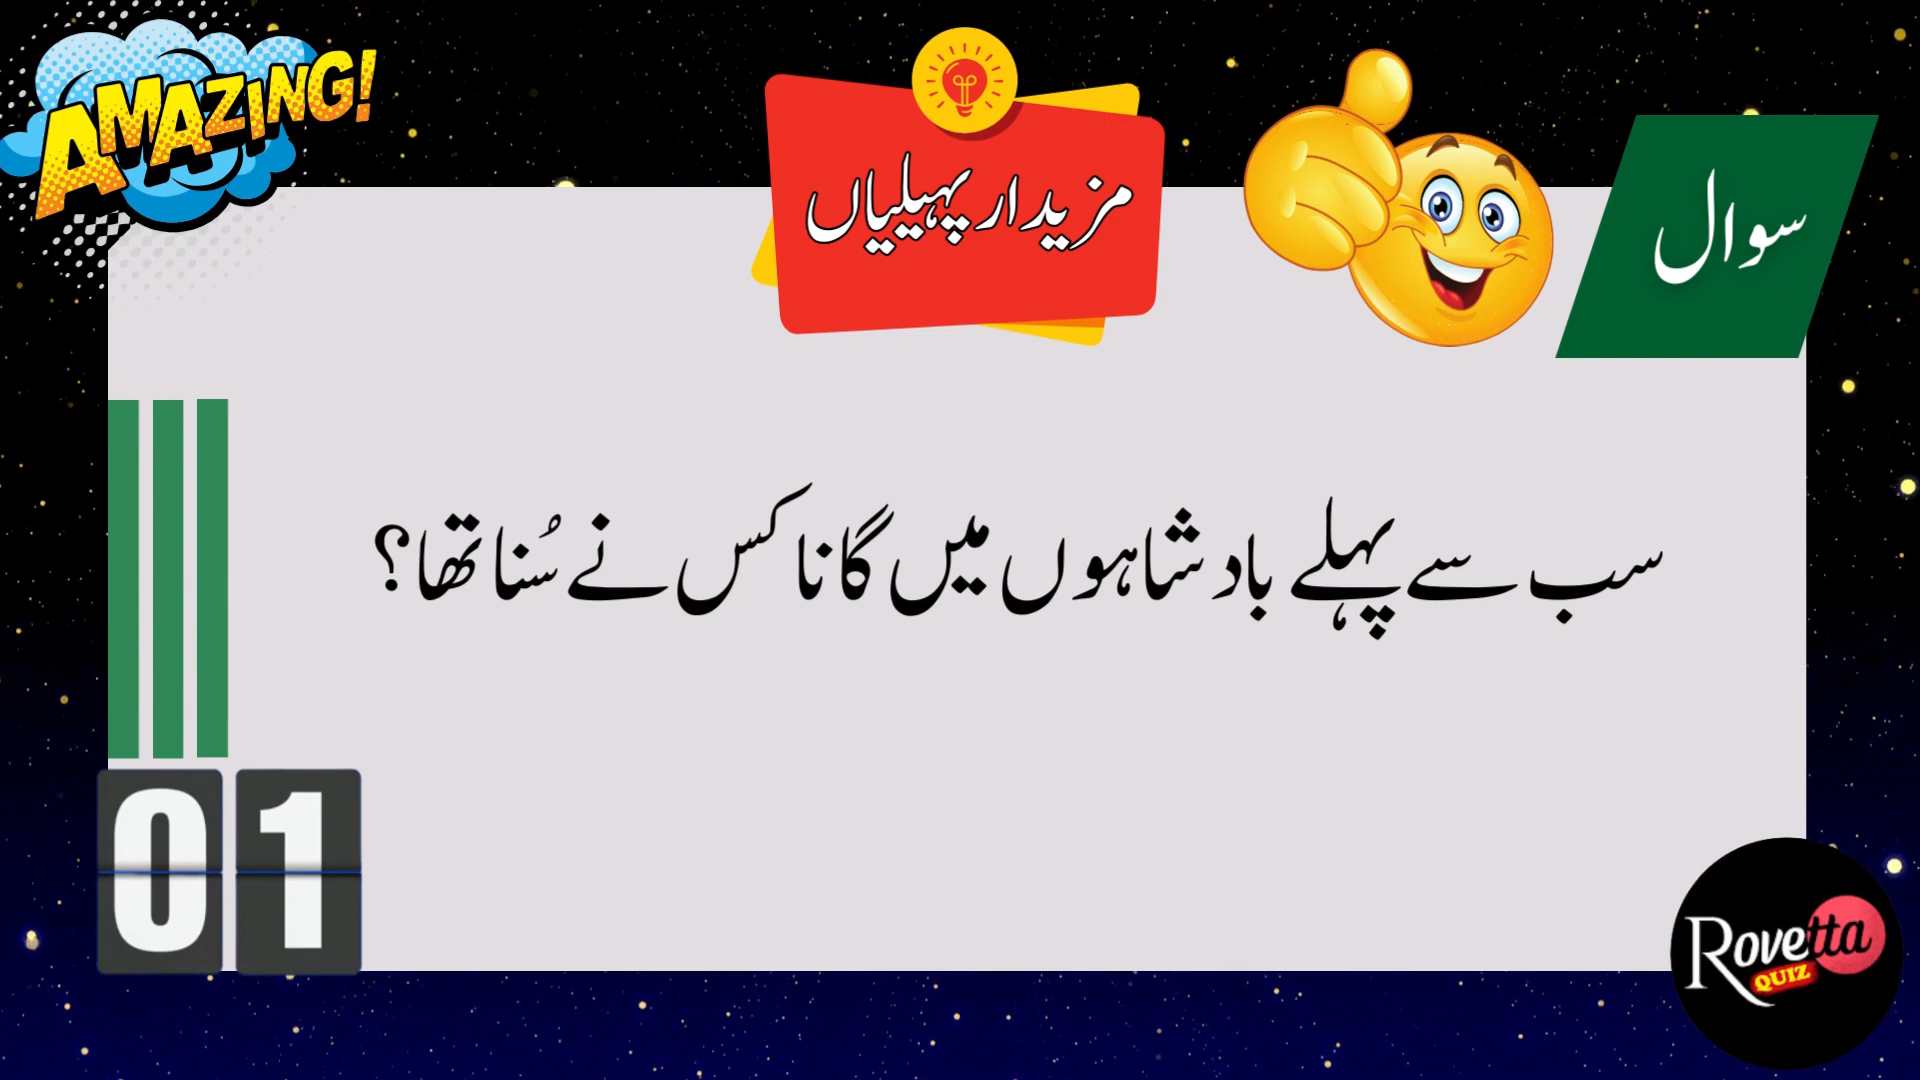 AMAZING!
مزیدار پہیلیاں
سوال
سب سے پہلے بادشاہوں میں گانا کس نے سُنا تھا؟
01
Rovetta
QUIZ